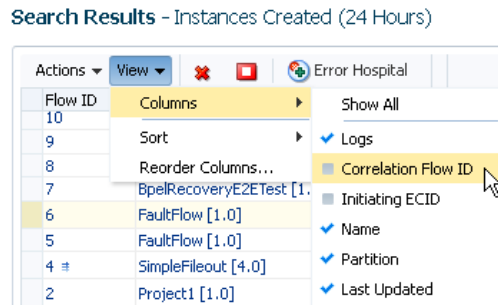 Search Results - Instances Created (24 Hours)
Actions View Error Hospital
Flow ID Columns Show All
10
9 Sort Logs
8 Reorder Columns... Correlation Flow ID
7 BpelRecoveryE2ETest [1. Initiating ECID
6 FaultFlow [1.0] Name
5 FaultFlow [1.0] Partition
4 SimpleFileout [4.0]
2 Project1 [1.0] Last Updated